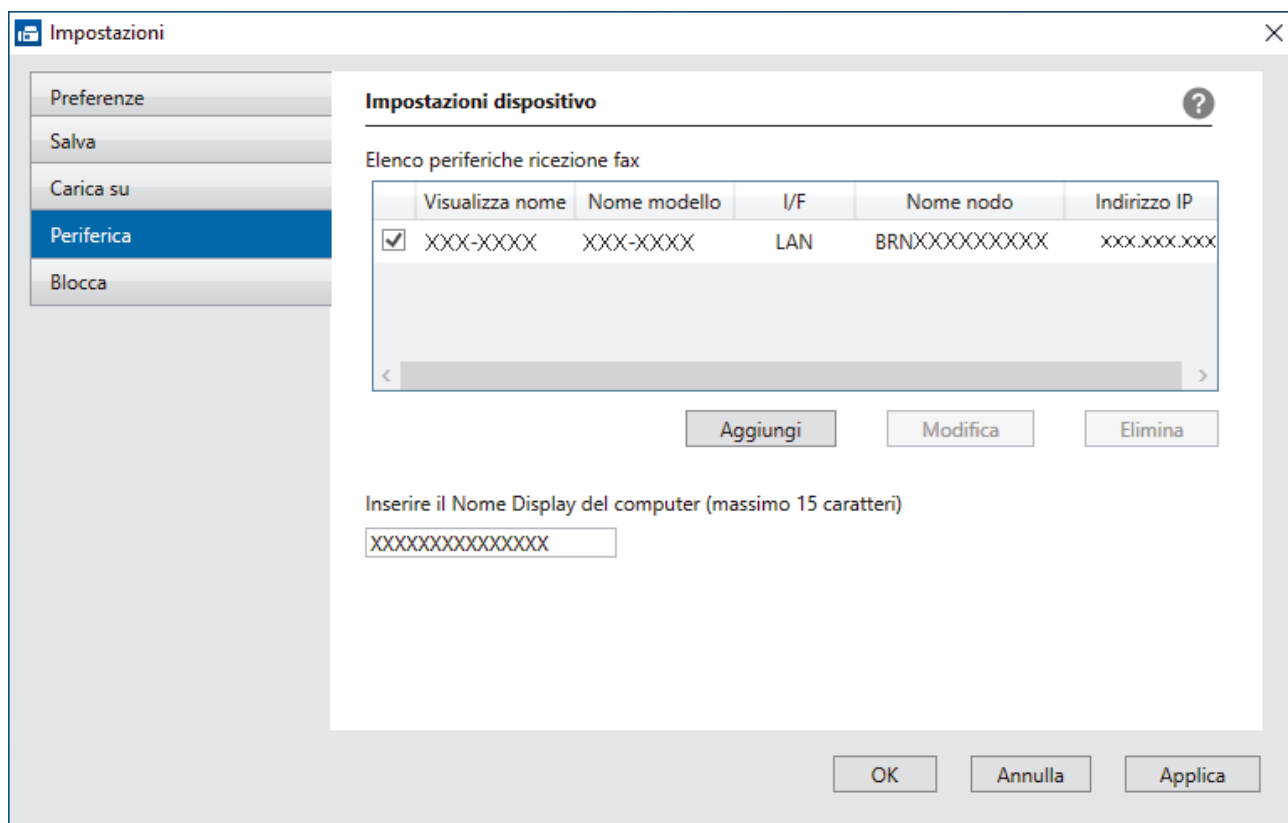 Impostazioni
Preferenze
Salva
Carica su
Periferica
Blocca
Impostazioni dispositivo
?
Elenco periferiche ricezione fax
Visualizza nome Nome modello I/F Nome nodo Indirizzo IP
XXX-XXXX XXX-XXXX LAN BRNXXXXXXXXX XXX.XXX.XXX
Aggiungi Modifica Elimina
Inserire il Nome Display del computer (massimo 15 caratteri)
XXXXXXXXXXXXXXX
OK Annulla Applica